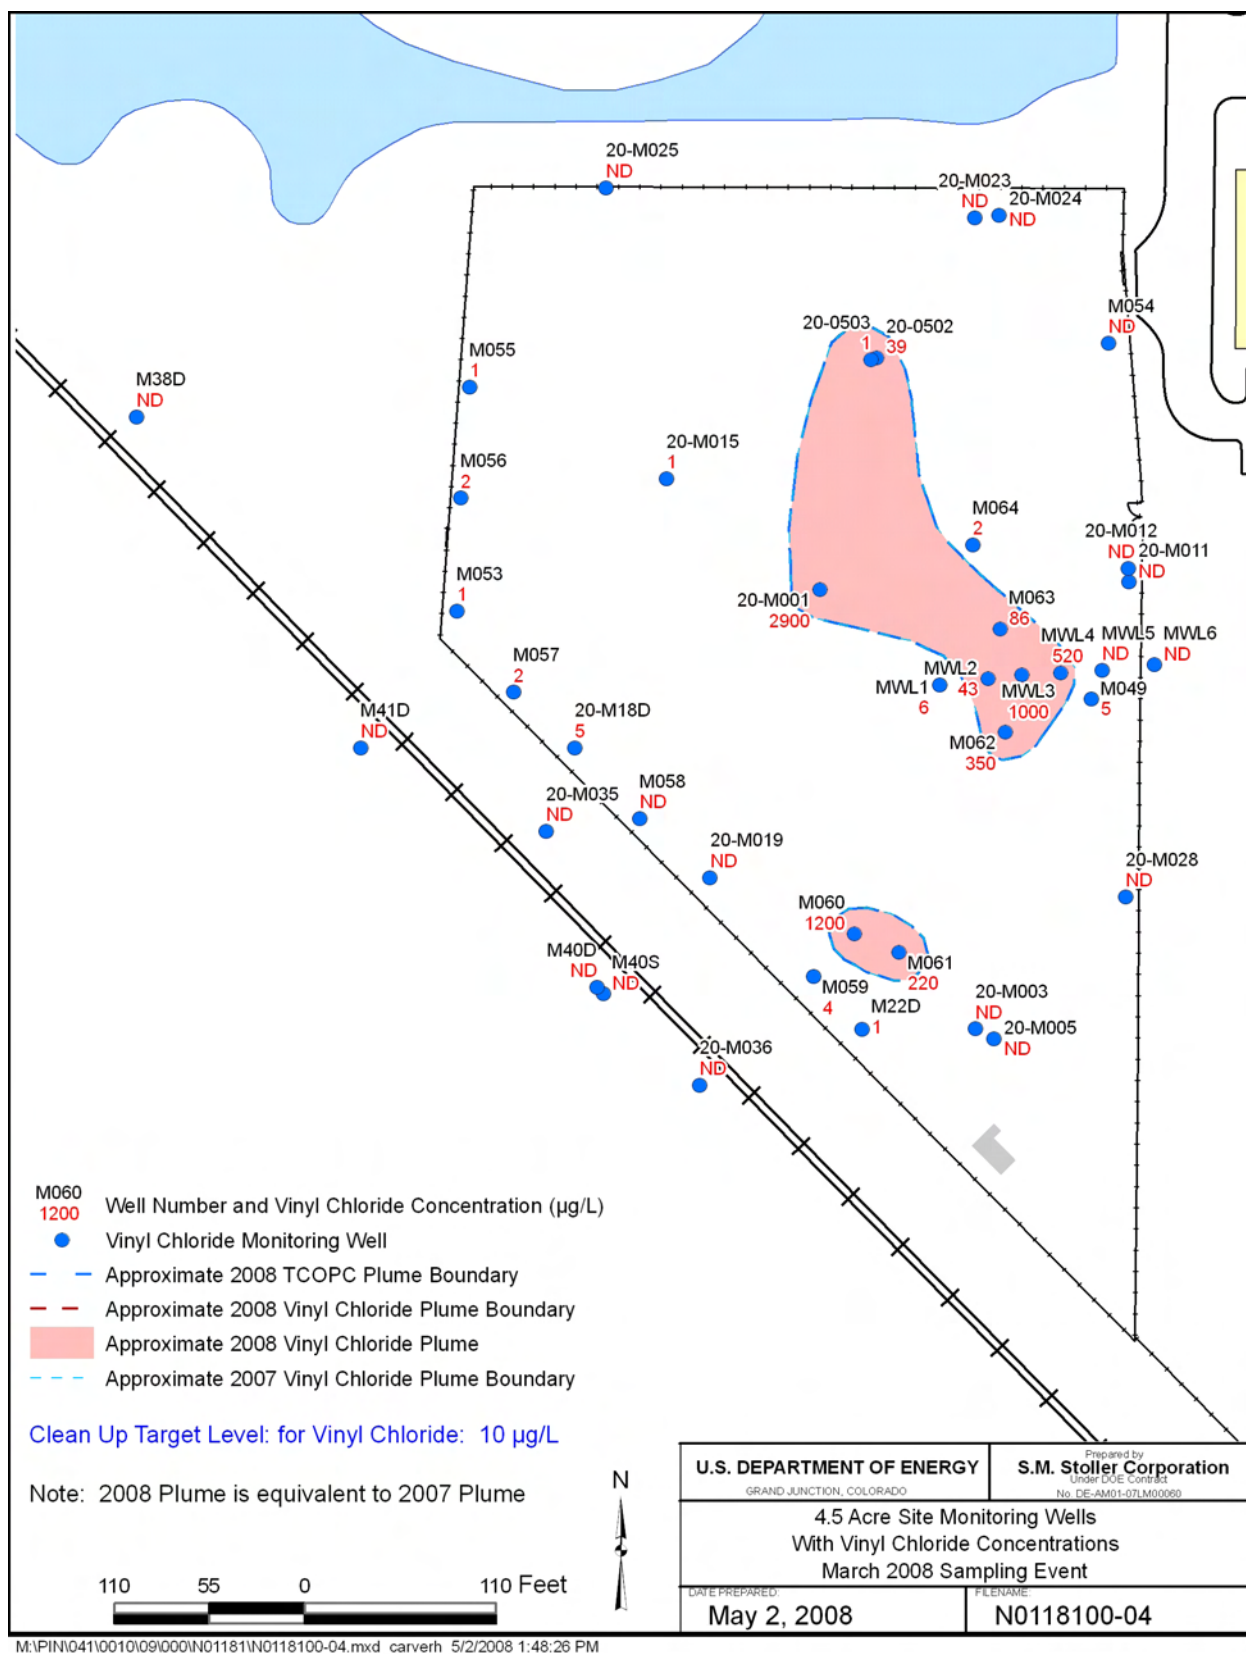 20-M025
ND
20-M023
ND
20-M024
ND
M054
ND
20-0503
1
20-0502
39
M055
1
M38D
ND
20-M015
1
M056
2
M064
2
20-M012
ND
20-M011
ND
M053
1
20-M001
2900
M063
86
MWL4
520
MWL5
ND
MWL6
ND
M057
2
MWL2
43
MWL1
6
MWL3
1000
M049
5
M41D
ND
20-M18D
5
M062
350
20-M035
ND
M058
ND
20-M019
ND
20-M028
ND
M060
1200
M061
220
M40D
ND
M40S
ND
M059
4
M22D
1
20-M003
ND
20-M005
ND
20-M036
ND
M060
1200
Well Number and Vinyl Chloride Concentration (µg/L)
Vinyl Chloride Monitoring Well
Approximate 2008 TCOPC Plume Boundary
Approximate 2008 Vinyl Chloride Plume Boundary
Approximate 2008 Vinyl Chloride Plume
Approximate 2007 Vinyl Chloride Plume Boundary
Clean Up Target Level: for Vinyl Chloride: 10 µg/L
Note: 2008 Plume is equivalent to 2007 Plume
N
110 55 0 110 Feet
U.S. DEPARTMENT OF ENERGY
GRAND JUNCTION, COLORADO
Prepared by
S.M. Stoller Corporation
Under DOE Contract
No. DE-AM01-07LM00060
4.5 Acre Site Monitoring Wells
With Vinyl Chloride Concentrations
March 2008 Sampling Event
DATE PREPARED:
May 2, 2008
FILENAME:
N0118100-04
M:\PIN\041\0010\09\000\N01181\N0118100-04.mxd carverh 5/2/2008 1:48:26 PM